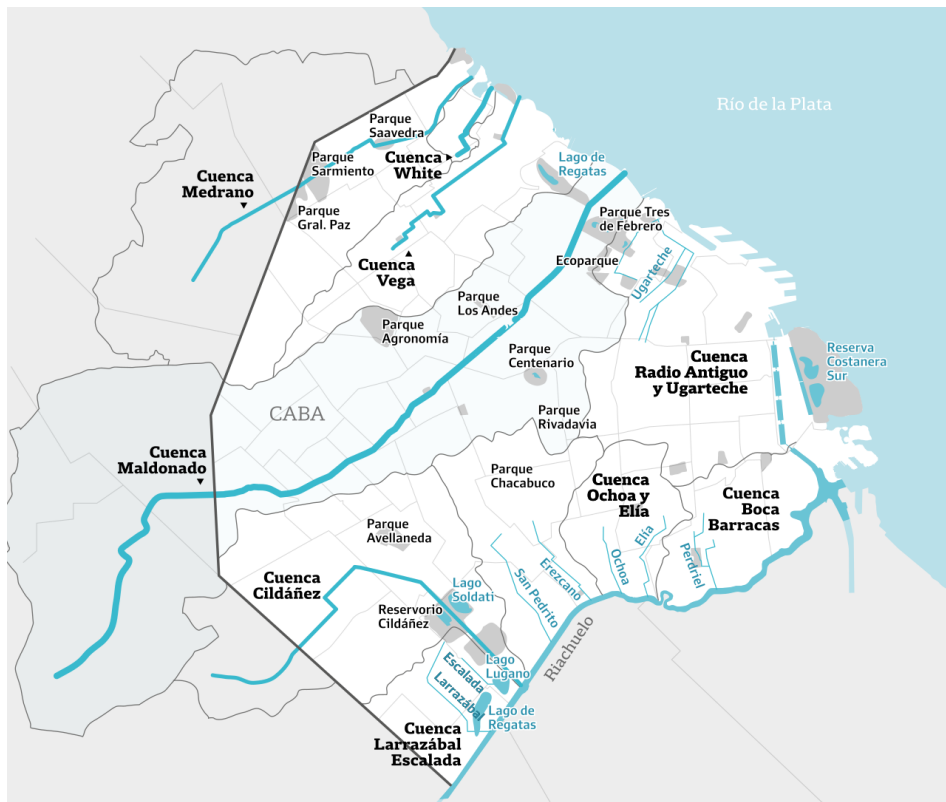 Río de la Plata
Parque
Saavedra
Cuenca
White
Parque
Sarmiento
Cuenca
Medrano
Parque
Gral. Paz
Lago de
Regatas
Parque Tres
de Febrero
Ecoparque
Ugarteche
Cuenca
Vega
Parque
Los Andes
Parque
Agronomía
Parque
Centenario
Cuenca
Radio Antiguo
y Ugarteche
Reserva
Costanera
Sur
CABA
Parque
Rivadavia
Cuenca
Maldonado
Parque
Chacabuco
Cuenca
Ochoa y
Elía
Cuenca
Boca
Barracas
Parque
Avellaneda
Elía
Ochoa
Perdriel
Erezcano
San Pedrito
Cuenca
Cildáñez
Lago
Soldati
Reservorio
Cildáñez
Riachuelo
Lago
Lugano
Escalada
Larrazábal
Lago de
Regatas
Cuenca
Larrazábal
Escalada